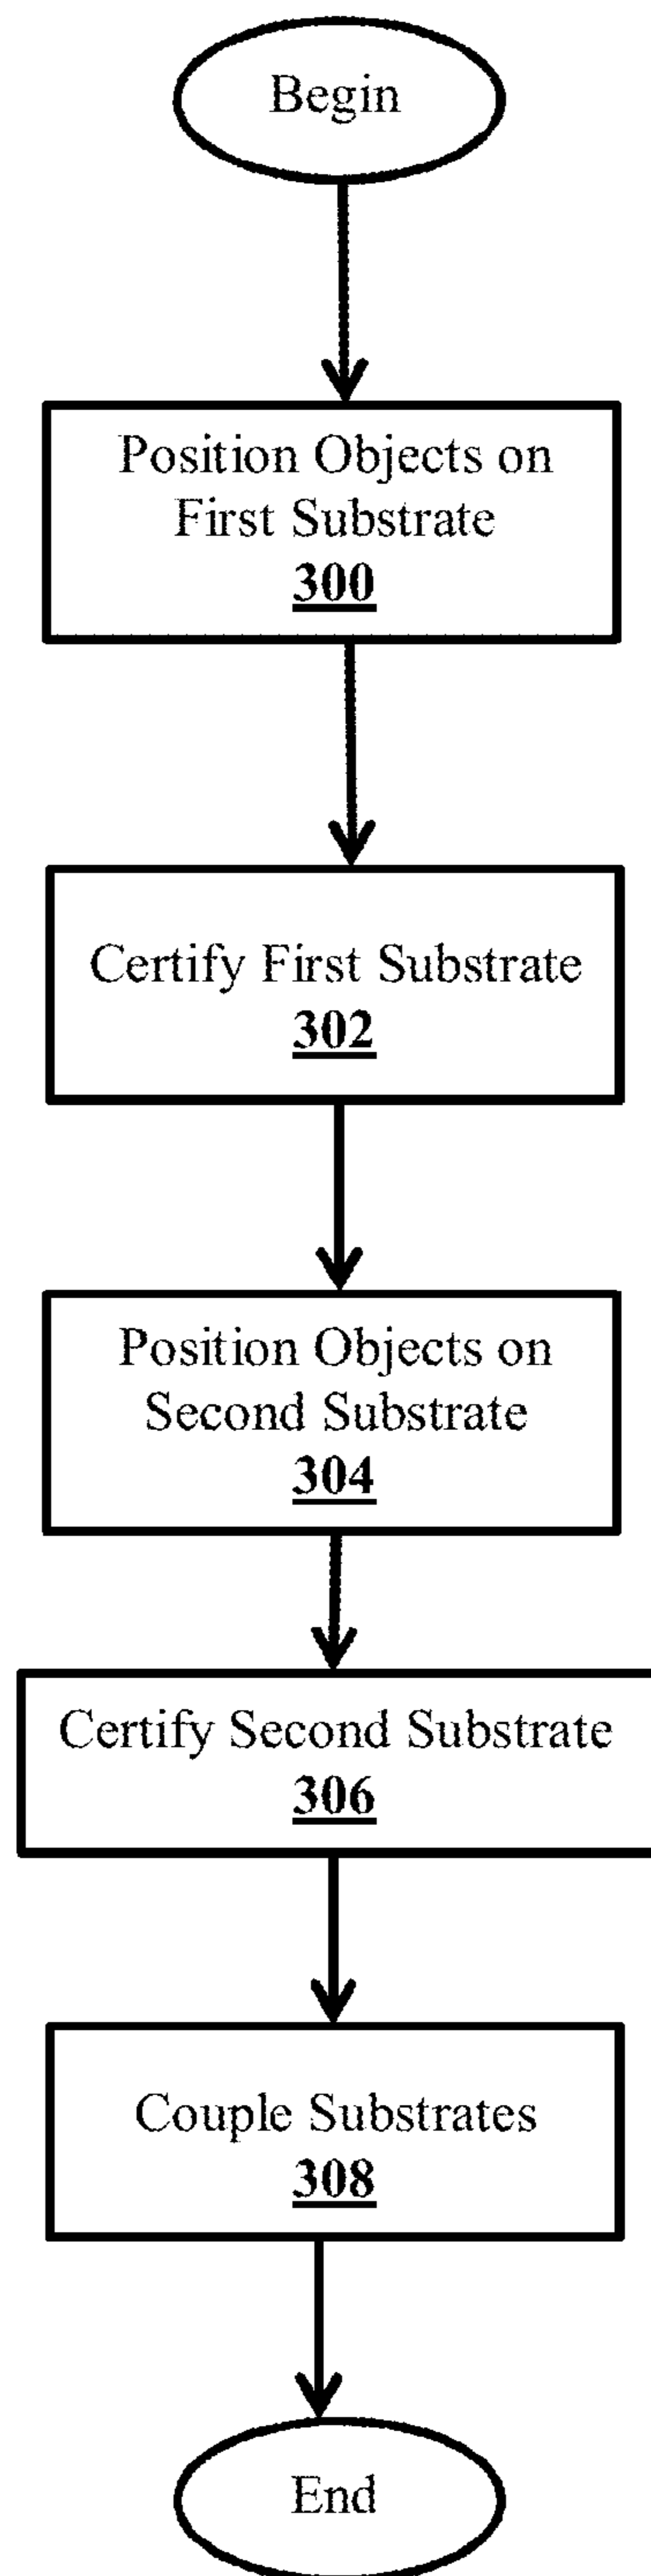 Begin
Position Objects on
First Substrate
300
Certify First Substrate
302
Position Objects on
Second Substrate
304
Certify Second Substrate
306
Couple Substrates
308
End